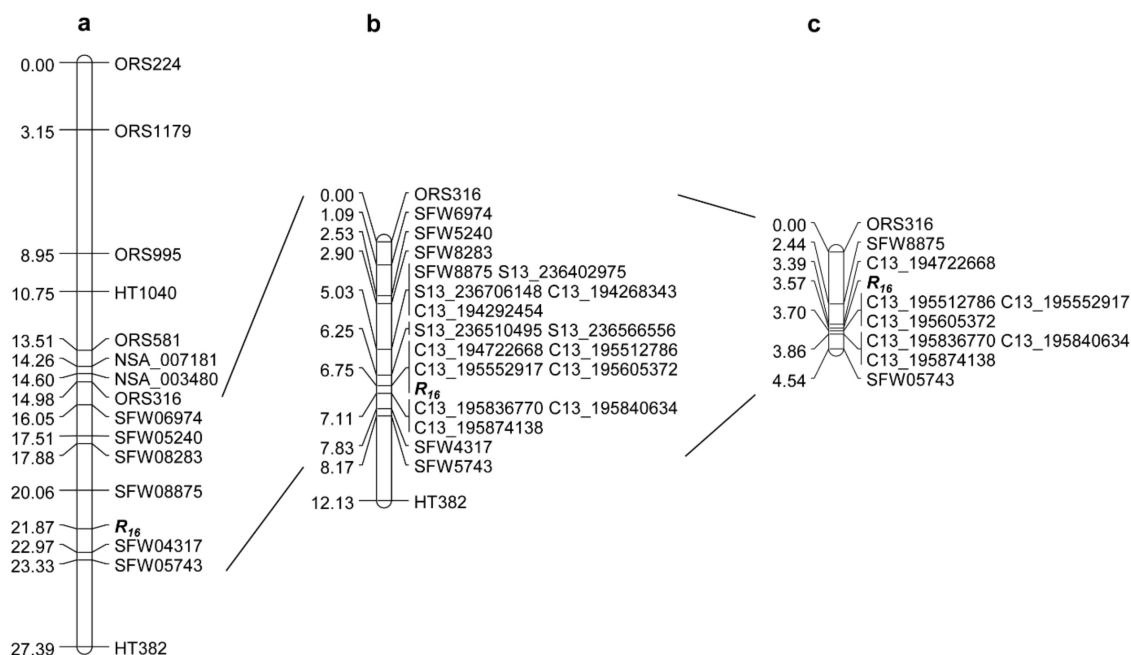 a
0.00 ORS224
3.15 ORS1179
8.95 ORS995
10.75 HT1040
13.51 ORS581
14.26 NSA_007181
14.60 NSA_003480
14.98 ORS316
16.05 SFW06974
17.51 SFW05240
17.88 SFW08283
20.06 SFW08875
21.87 R16
22.97 SFW04317
23.33 SFW05743
27.39 HT382
b
0.00 ORS316
1.09 SFW6974
2.53 SFW5240
2.90 SFW8283
SFW8875 S13_236402975
5.03 S13_236706148 C13_194268343
C13_194292454
6.25 S13_236510495 S13_236566556
C13_194722668 C13_195512786
6.75 C13_195552917 C13_195605372
R16
7.11 C13_195836770 C13_195840634
C13_195874138
7.83 SFW4317
8.17 SFW5743
12.13 HT382
c
0.00 ORS316
2.44 SFW8875
3.39 C13_194722668
3.57 R16
3.70 C13_195512786 C13_195552917
C13_195605372
3.86 C13_195836770 C13_195840634
C13_195874138
4.54 SFW05743